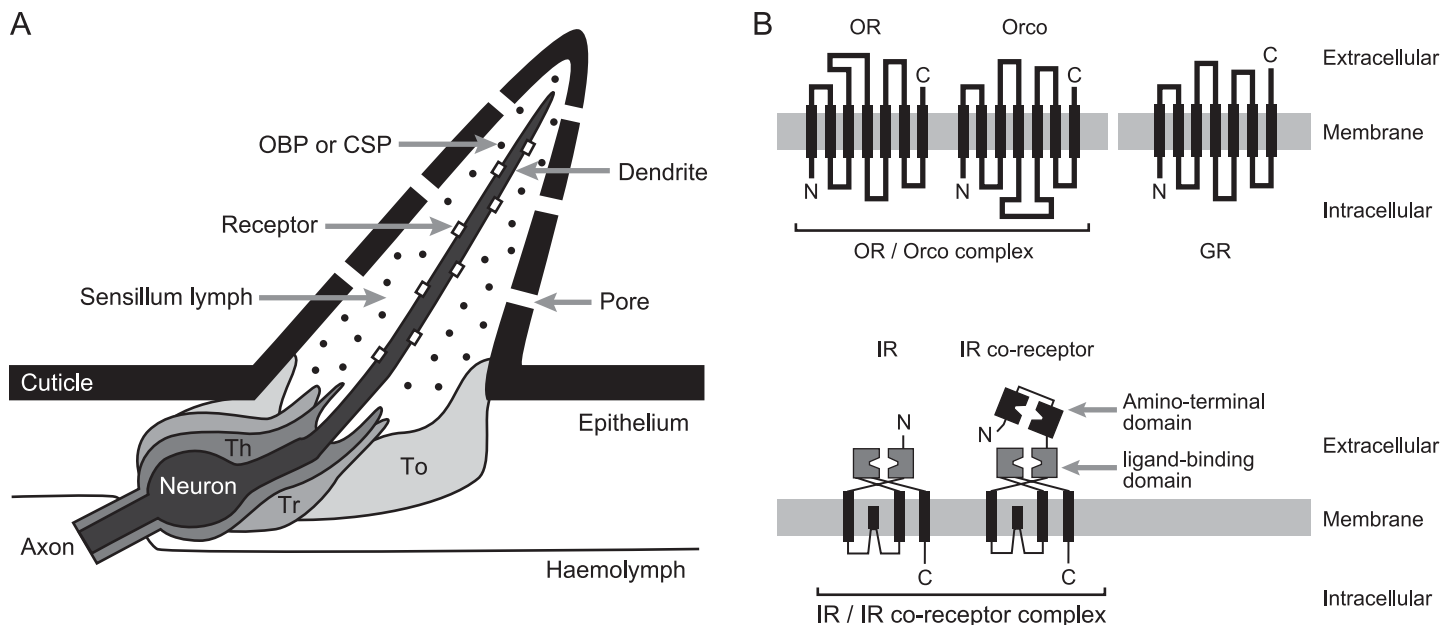 A
OBP or CSP
Dendrite
Receptor
Sensillum lymph
Pore
Cuticle
Epithelium
Th
To
Neuron
Tr
Axon
Haemolymph
B
OR
Orco
Extracellular
C
C
C
Membrane
N
N
N
Intracellular
OR / Orco complex
GR
IR
IR co-receptor
Amino-terminal
domain
N
N
Extracellular
ligand-binding
domain
Membrane
C
C
Intracellular
IR / IR co-receptor complex